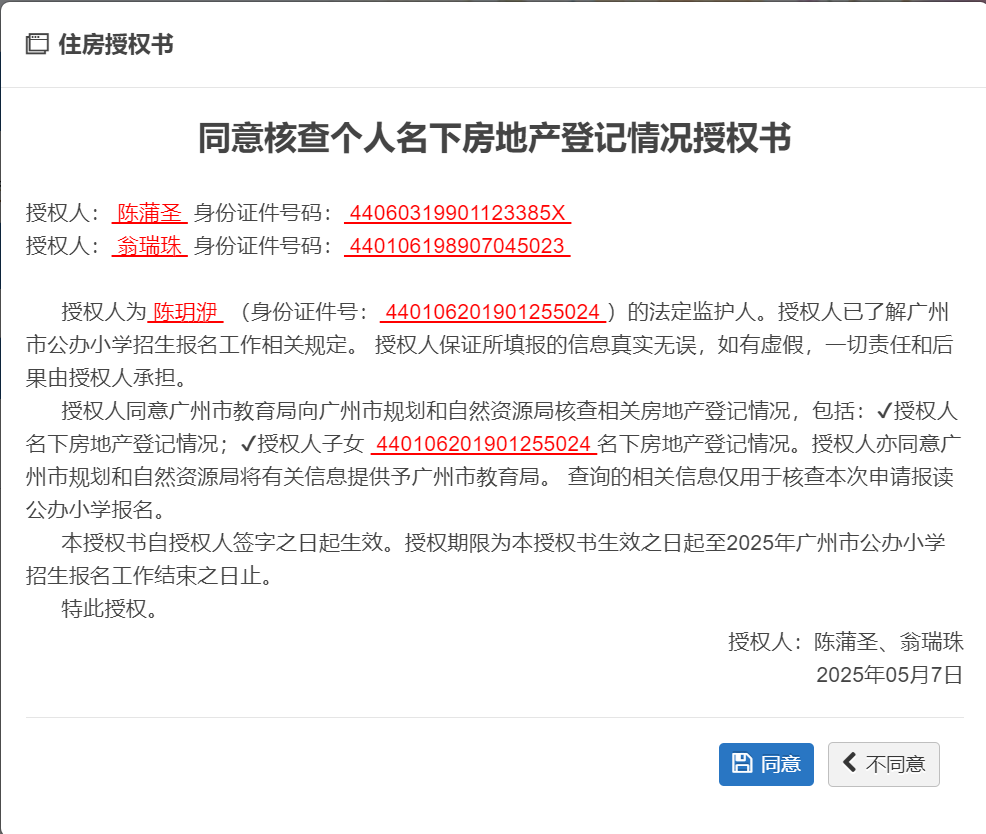 住房授权书
同意核查个人名下房地产登记情况授权书
授权人： 陈蒲圣 身份证件号码： 44060319901123385X
授权人： 翁瑞珠 身份证件号码： 440106198907045023
授权人为 陈玥洢 （身份证件号： 440106201901255024 ）的法定监护人。授权人已了解广州
市公办小学招生报名工作相关规定。 授权人保证所填报的信息真实无误，如有虚假，一切责任和后
果由授权人承担。
授权人同意广州市教育局向广州市规划和自然资源局核查相关房地产登记情况，包括：✓授权人
名下房地产登记情况；✓授权人子女 440106201901255024 名下房地产登记情况。授权人亦同意广
州市规划和自然资源局将有关信息提供予广州市教育局。 查询的相关信息仅用于核查本次申请报读
公办小学报名。
本授权书自授权人签字之日起生效。授权期限为本授权书生效之日起至2025年广州市公办小学
招生报名工作结束之日止。
特此授权。
授权人：陈蒲圣、翁瑞珠
2025年05月7日
同意 不同意